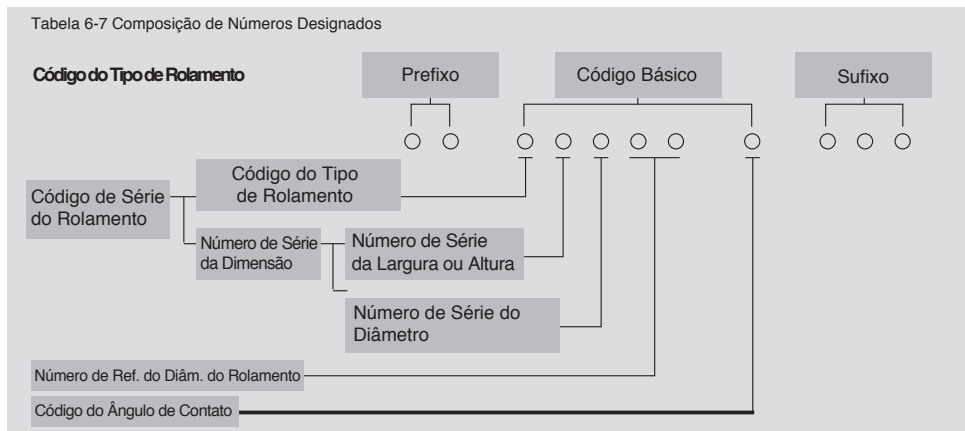 Tabela 6-7 Composição de Números Designados
Código do Tipo de Rolamento
Prefixo
Código Básico
Sufixo
Código do Tipo
de Rolamento
Código de Série
do Rolamento
Número de Série
da Dimensão
Número de Série
da Largura ou Altura
Número de Série do
Diâmetro
Número de Ref. do Diâm. do Rolamento
Código do Ângulo de Contato